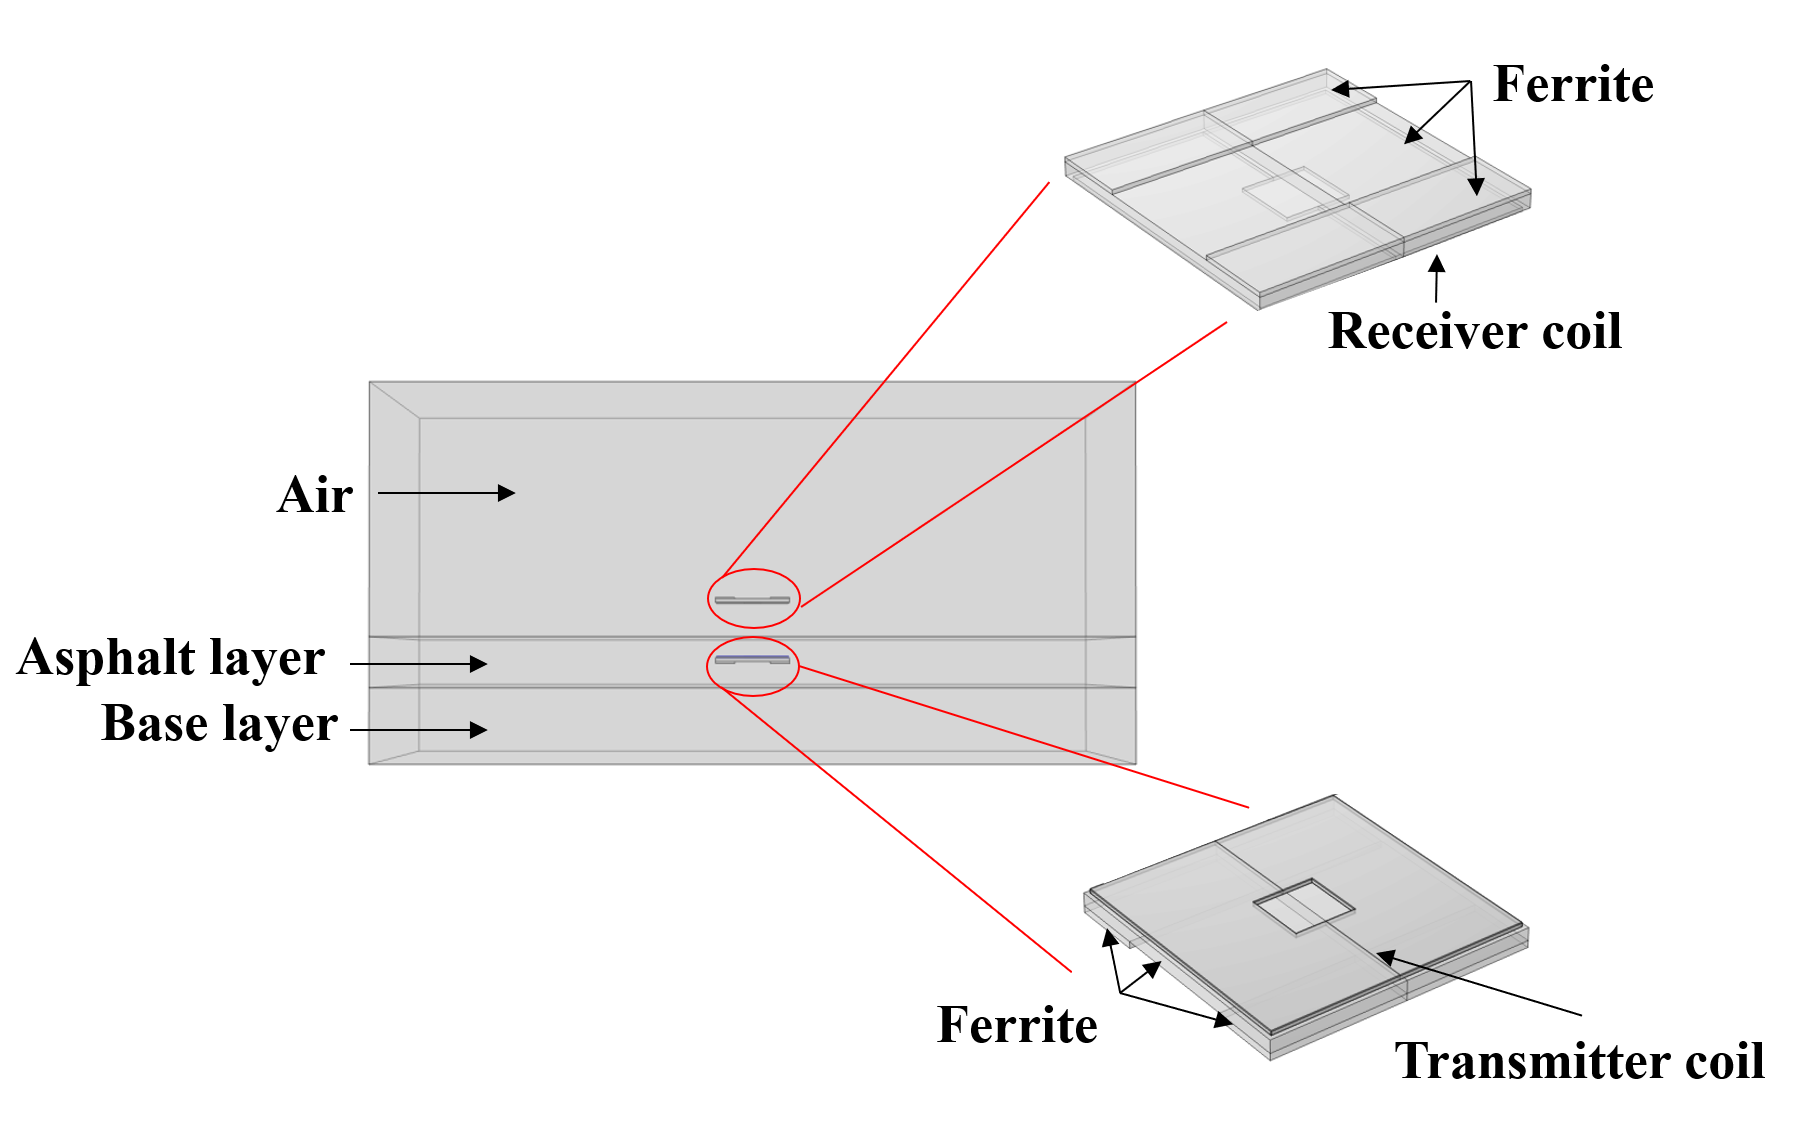 Ferrite
Receiver coil
Air
Asphalt layer
Base layer
Ferrite
Transmitter coil